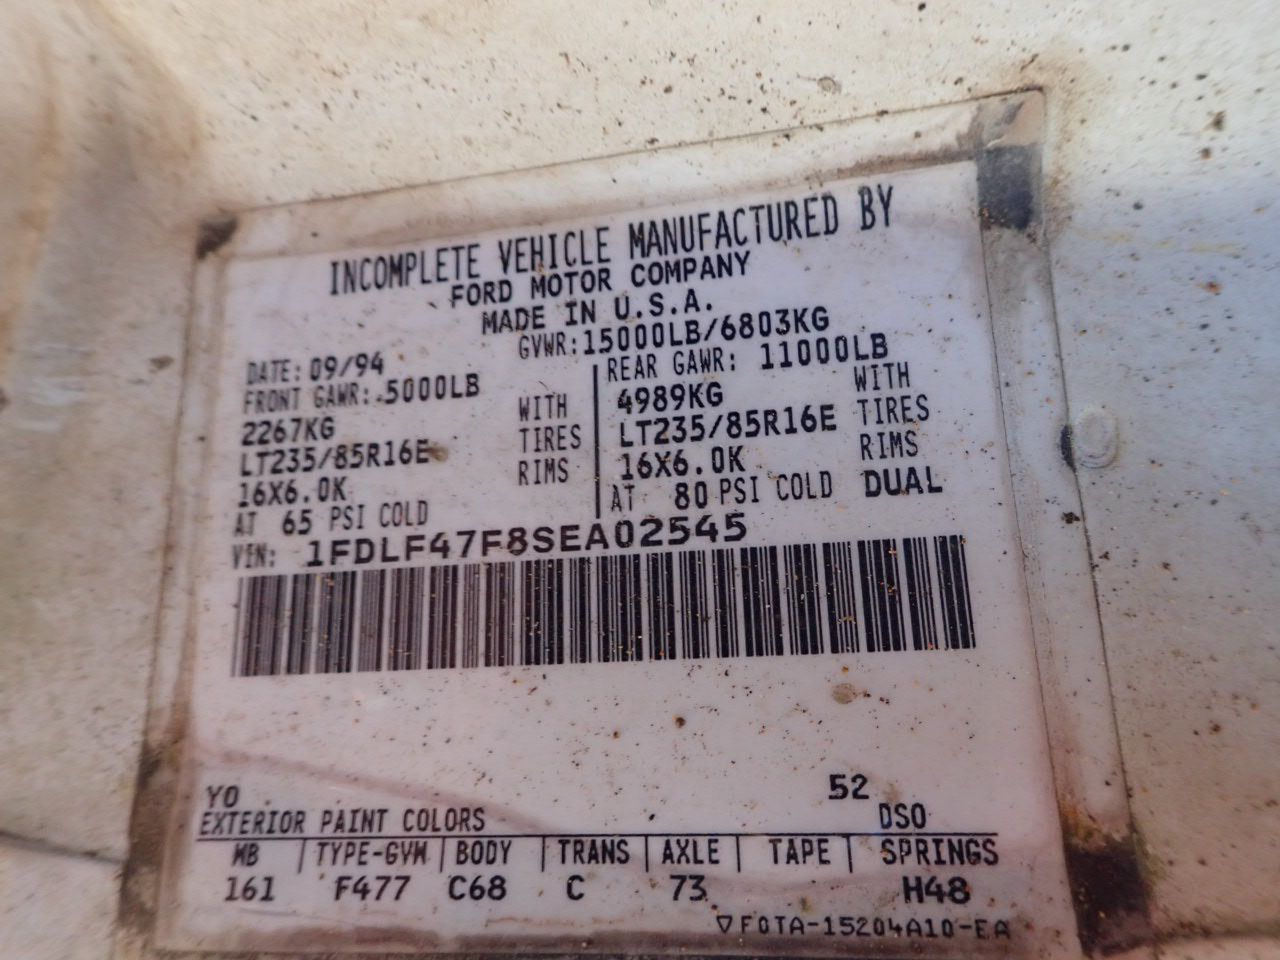 INCOMPLETE VEHICLE MANUFACTURED BY
FORD MOTOR COMPANY
MADE IN U.S.A.
DATE: 09/94 GVWR:15000LB/6803KG
FRONT GAWR: 5000LB REAR GAWR: 11000LB
2267KG WITH 4989KG WITH
LT235/85R16E TIRES LT235/85R16E TIRES
16X6.0K RIMS 16X6.0K RIMS
AT 65 PSI COLD AT 80 PSI COLD DUAL
VIN: 1FDLF47F8SEA02545
YO 52
EXTERIOR PAINT COLORS DSO
WB TYPE-GVW BODY TRANS AXLE TAPE SPRINGS
161 F477 C68 C 73 H48
▽F0TA-15204A10-EA